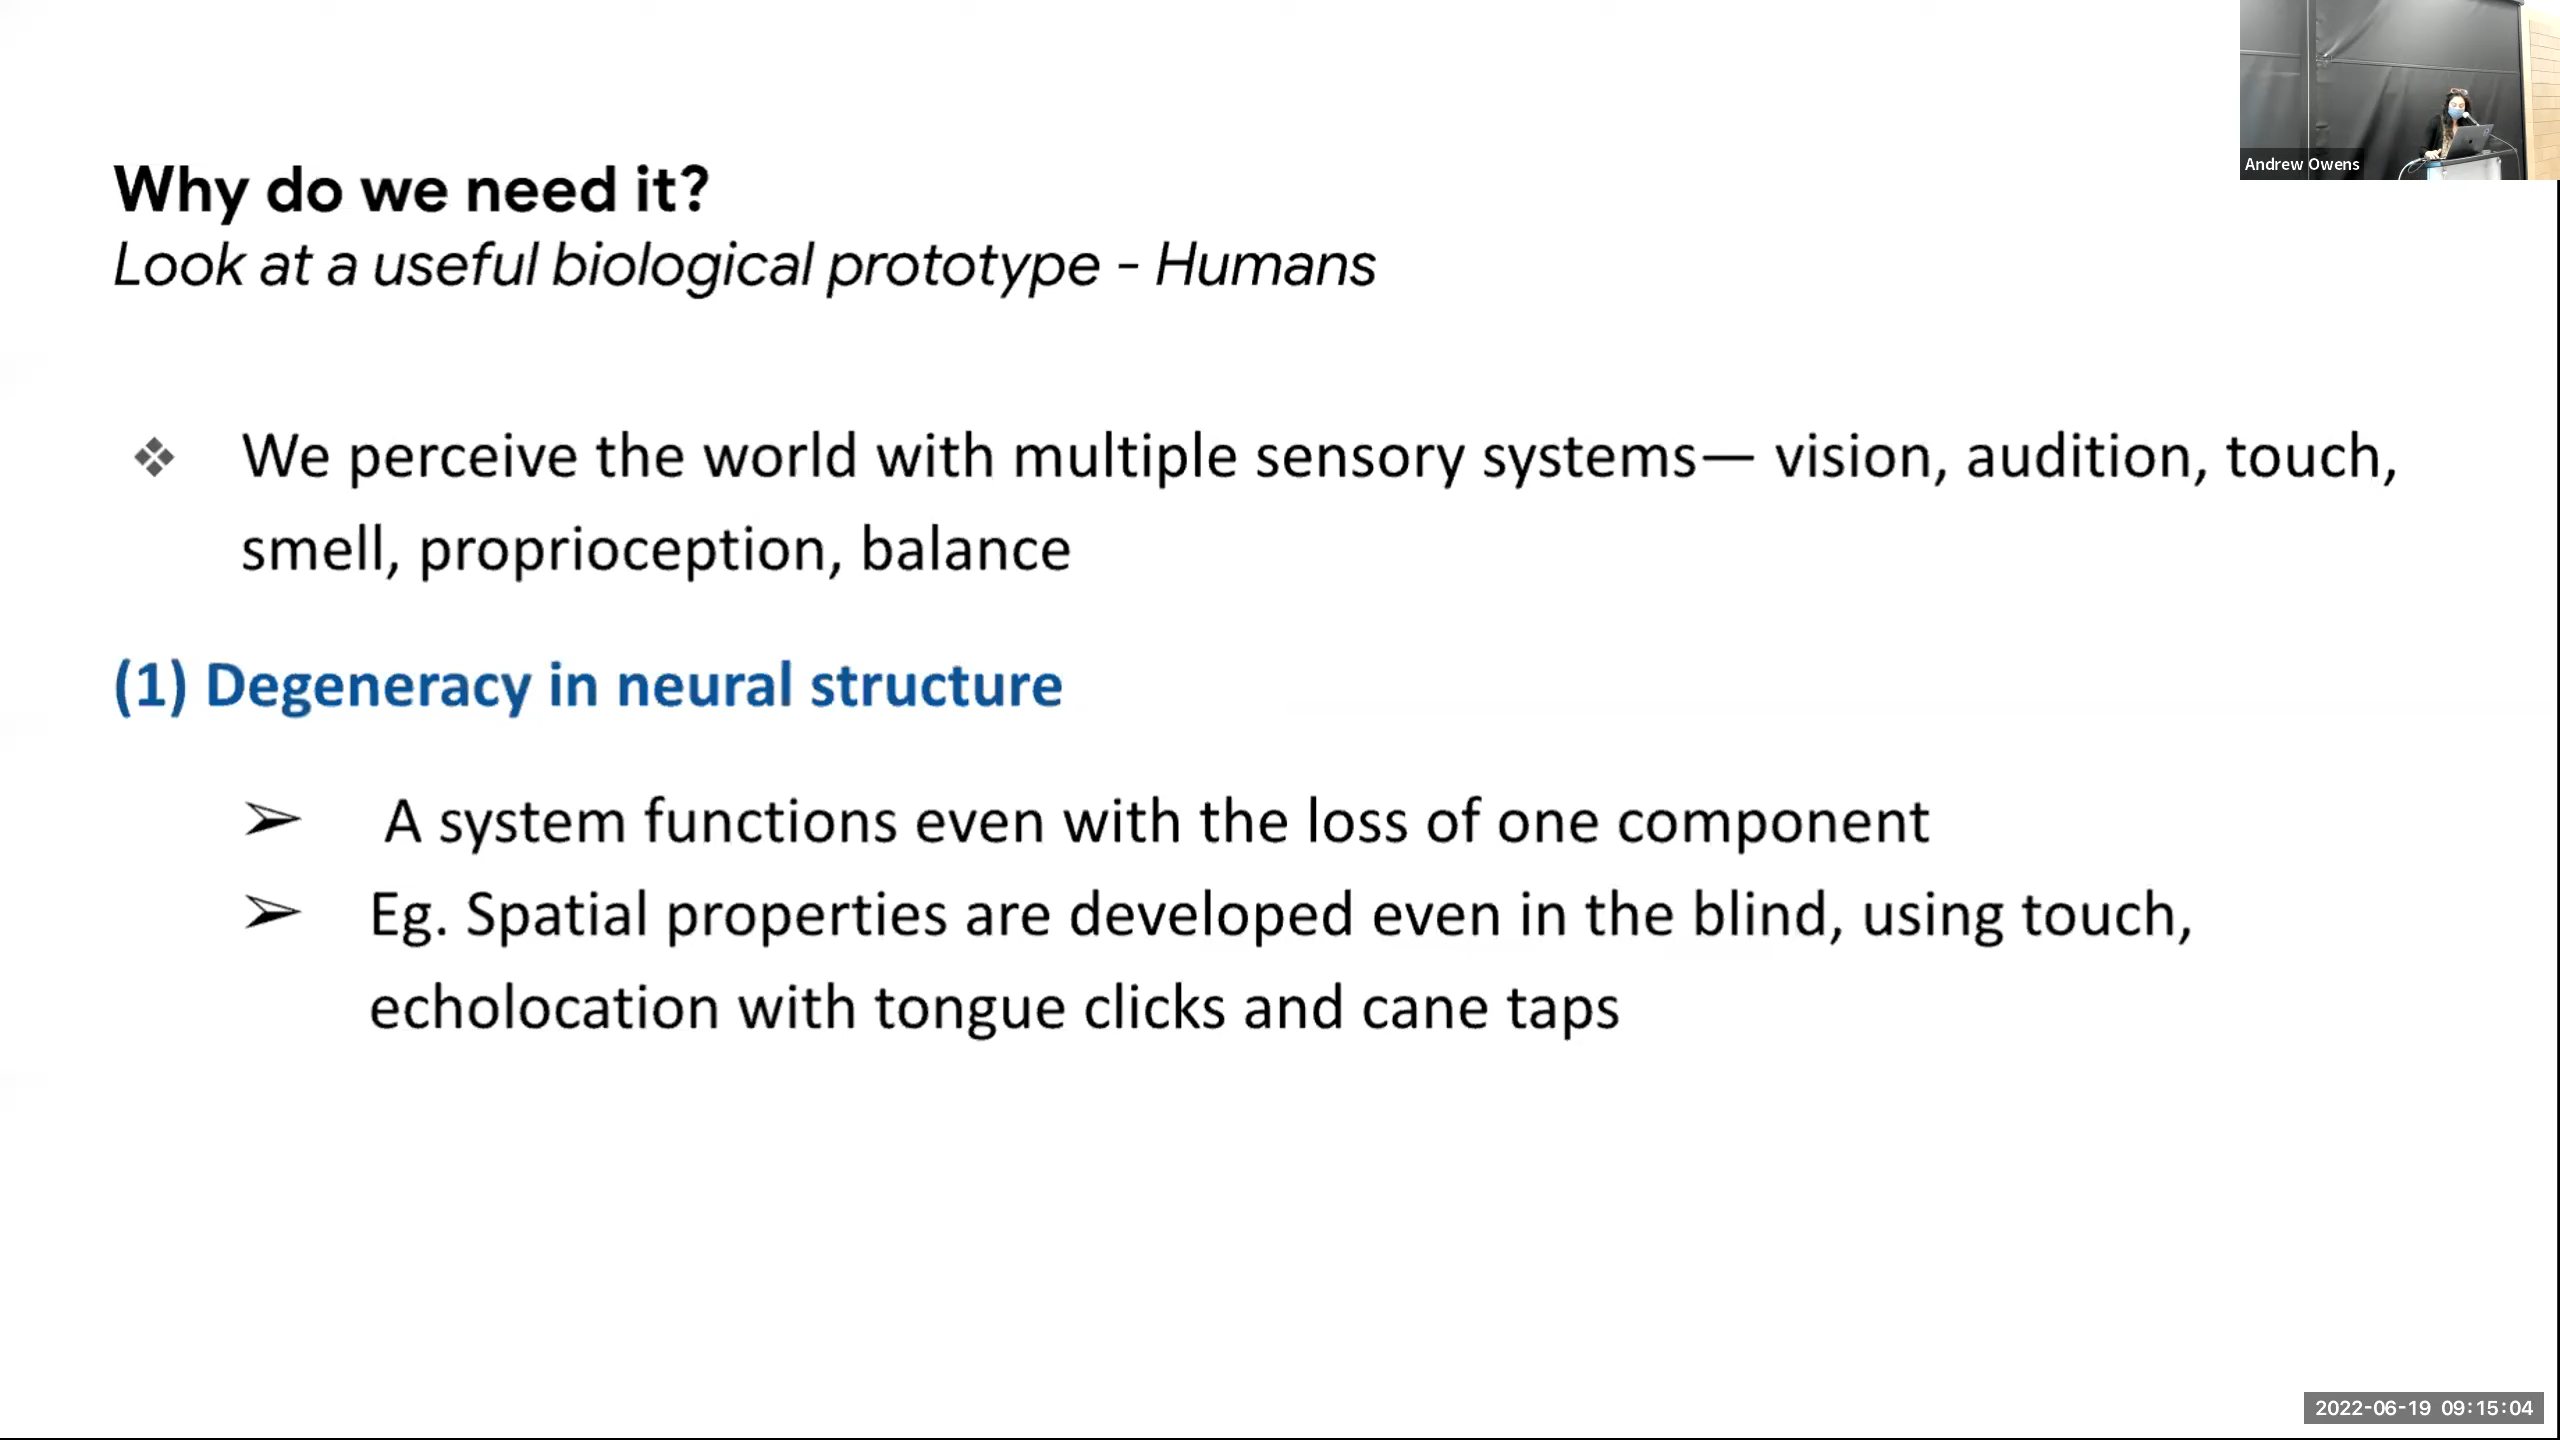 Why do we need it?
Look at a useful biological prototype - Humans
❖ We perceive the world with multiple sensory systems— vision, audition, touch,
smell, proprioception, balance
(1) Degeneracy in neural structure
➢ A system functions even with the loss of one component
➢ Eg. Spatial properties are developed even in the blind, using touch,
echolocation with tongue clicks and cane taps
Andrew Owens
2022-06-19 09:15:04